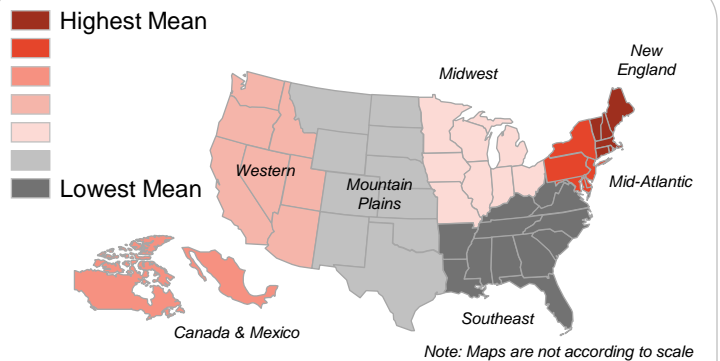 Highest Mean
New
England
Midwest
Western
Mountain
Plains
Mid-Atlantic
Lowest Mean
Southeast
Canada & Mexico
Note: Maps are not according to scale